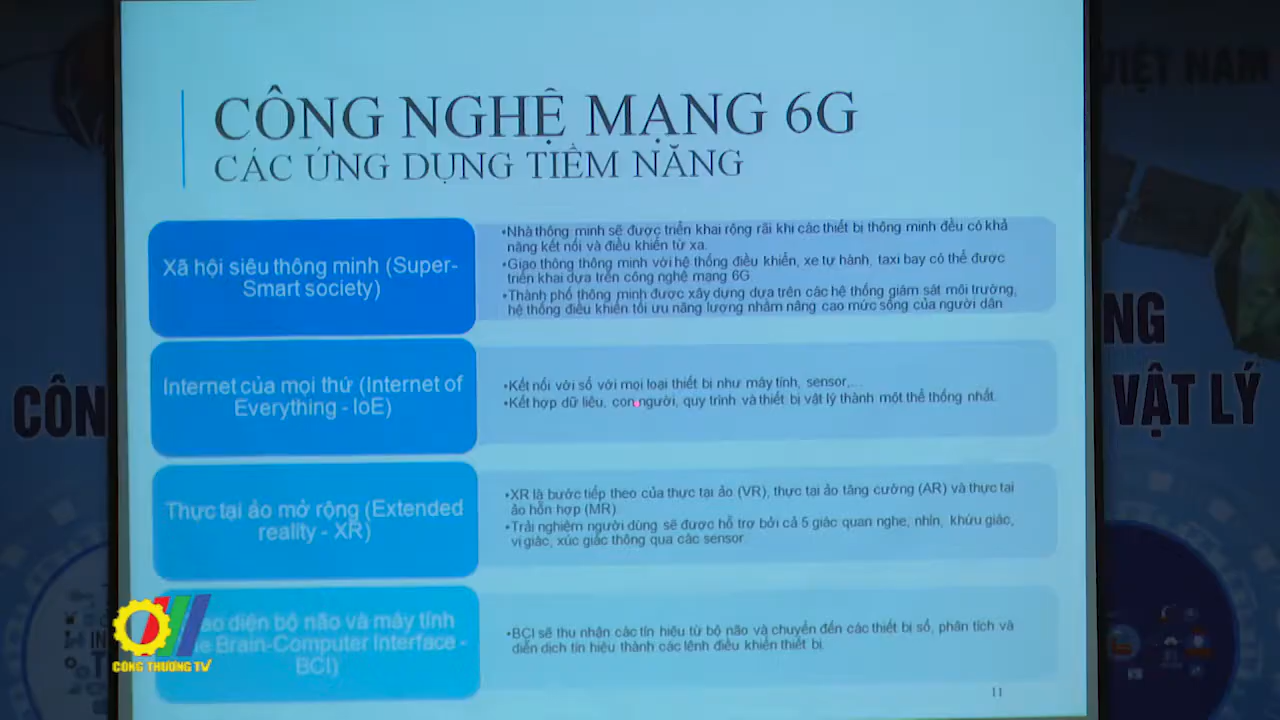 VIỆT NAM
CÔNG NGHỆ MẠNG 6G
CÁC ỨNG DỤNG TIỀM NĂNG
Xã hội siêu thông minh (Super-
Smart society)
•Nhà thông minh sẽ được triển khai rộng rãi khi các thiết bị thông minh đều có khả
năng kết nối và điều khiển từ xa.
•Giao thông thông minh với hệ thống điều khiển, xe tự hành, taxi bay có thể được
triển khai dựa trên công nghệ mạng 6G
•Thành phố thông minh được xây dựng dựa trên các hệ thống giám sát môi trường,
hệ thống điều khiển tối ưu năng lượng nhằm nâng cao mức sống của người dân
Internet của mọi thứ (Internet of
Everything - IoE)
•Kết nối với số với mọi loại thiết bị như máy tính, sensor,...
•Kết hợp dữ liệu, con người, quy trình và thiết bị vật lý thành một thể thống nhất.
CÔN
NG
VẬT LÝ
Thực tại ảo mở rộng (Extended
reality - XR)
•XR là bước tiếp theo của thực tại ảo (VR), thực tại ảo tăng cường (AR) và thực tại
ảo hỗn hợp (MR)
•Trải nghiệm người dùng sẽ được hỗ trợ bởi cả 5 giác quan nghe, nhìn, khứu giác,
vị giác, xúc giác thông qua các sensor.
diện bộ não và máy tính
Brain-Computer Interface -
BCI)
•BCI sẽ thu nhận các tín hiệu từ bộ não và chuyển đến các thiết bị số, phân tích và
diễn dịch tín hiệu thành các lệnh điều khiển thiết bị.
CÔNG THƯƠNG TV
11